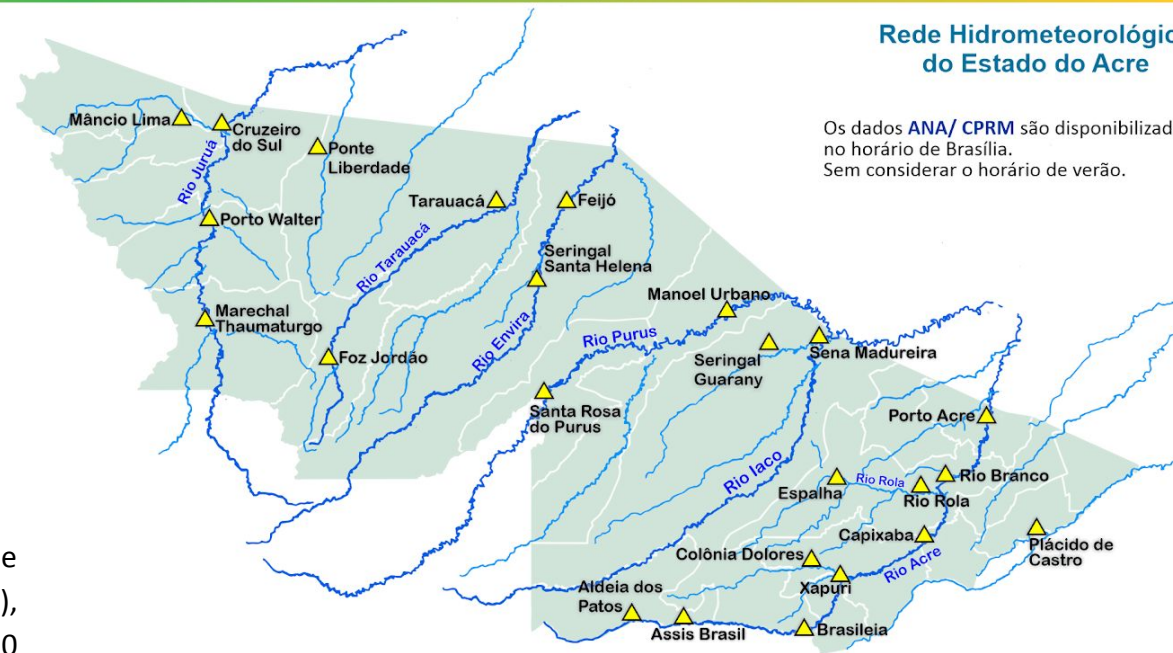 Rede Hidrometeorológic
do Estado do Acre
Os dados ANA/ CPRM são disponibilizad
no horário de Brasília.
Sem considerar o horário de verão.
Mâncio Lima
Cruzeiro
do Sul
Ponte
Liberdade
Rio Juruá
Porto Walter
Tarauacá
Feijó
Rio Tarauacá
Seringal
Santa Helena
Marechal
Thaumaturgo
Foz Jordão
Rio Envira
Manoel Urbano
Rio Purus
Seringal
Guarany
Sena Madureira
Santa Rosa
do Purus
Porto Acre
Rio Iaco
Espalha
Rio Rola
Rio Rola
Rio Branco
Capixaba
Plácido de
Castro
Colônia Dolores
Rio Acre
Xapuri
Aldeia dos
Patos
Assis Brasil
Brasileia
e
),
0